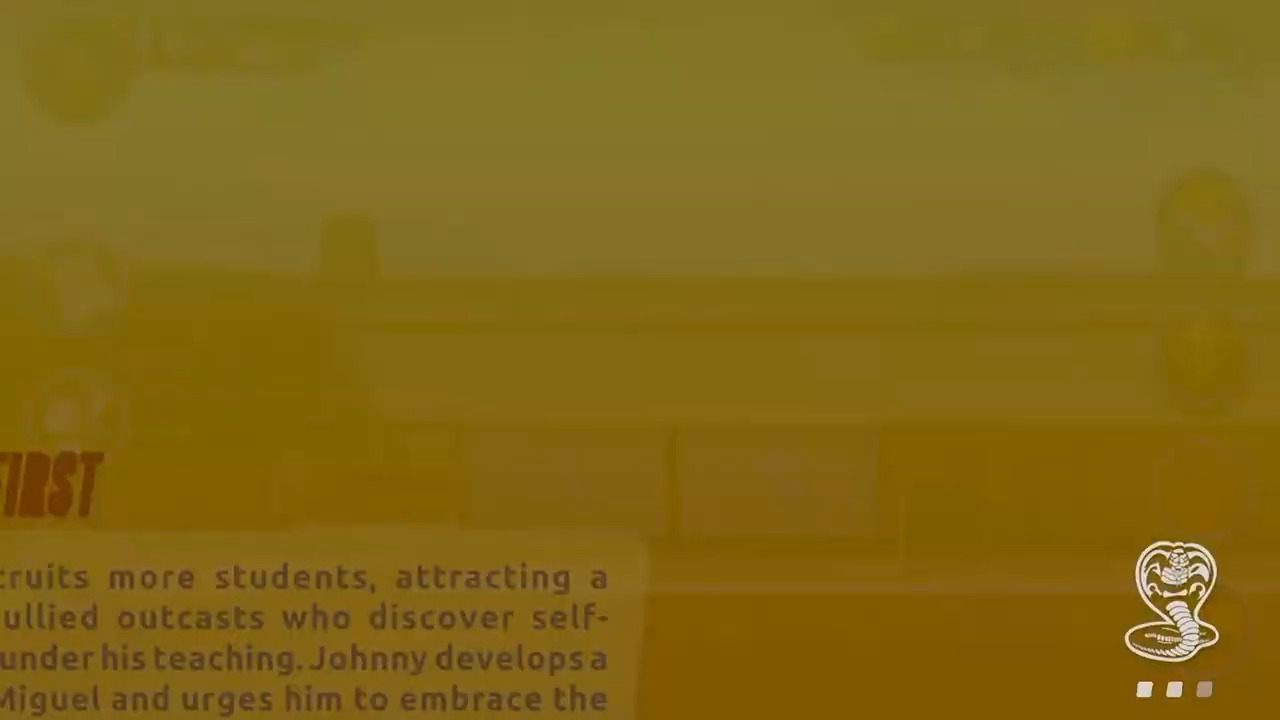 FIRST
cruits more students, attracting a
ullied outcasts who discover self-
under his teaching. Johnny develops a
Miguel and urges him to embrace the